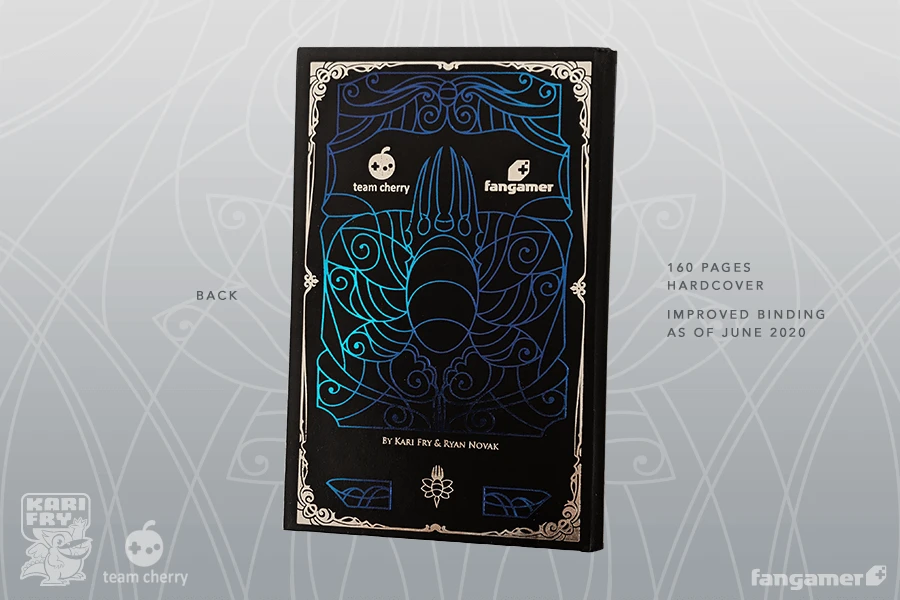 team cherry
fangamer
BACK
160 PAGES
HARDCOVER
IMPROVED BINDING
AS OF JUNE 2020
By Kari Fry & Ryan Novak
KARI
FRY
team cherry
fangamer